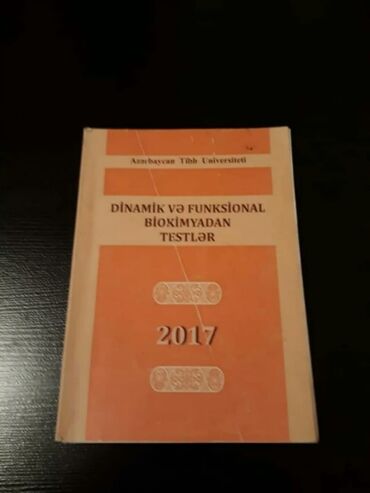 Azərbaycan Tibb Universiteti
DİNAMİK VƏ FUNKSİONAL
BİOKİMYADAN
TESTLƏR
2017